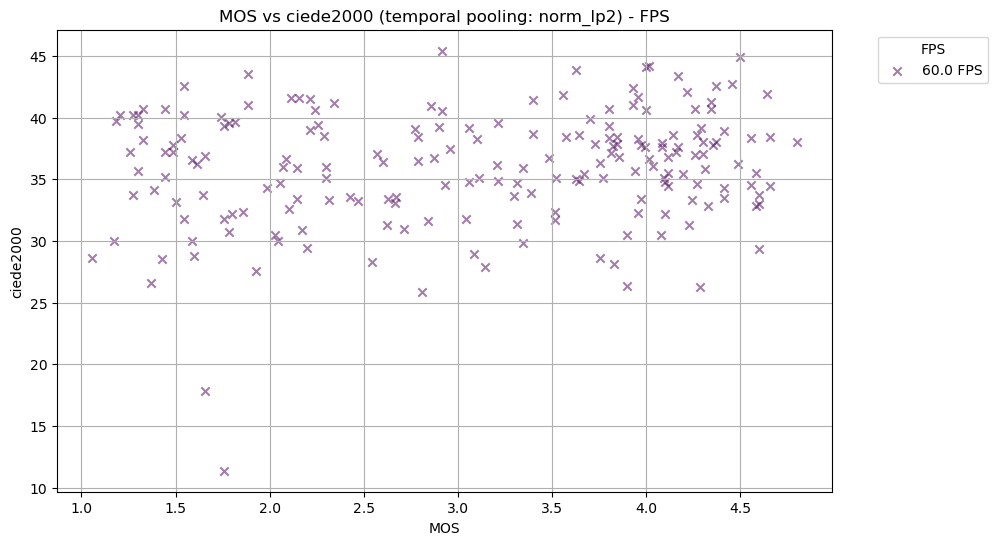 MOS vs ciede2000 (temporal pooling: norm_lp2) - FPS
FPS
60.0 FPS
45
40
35
30
25
20
15
10
ciede2000
1.0 1.5 2.0 2.5 3.0 3.5 4.0 4.5
MOS